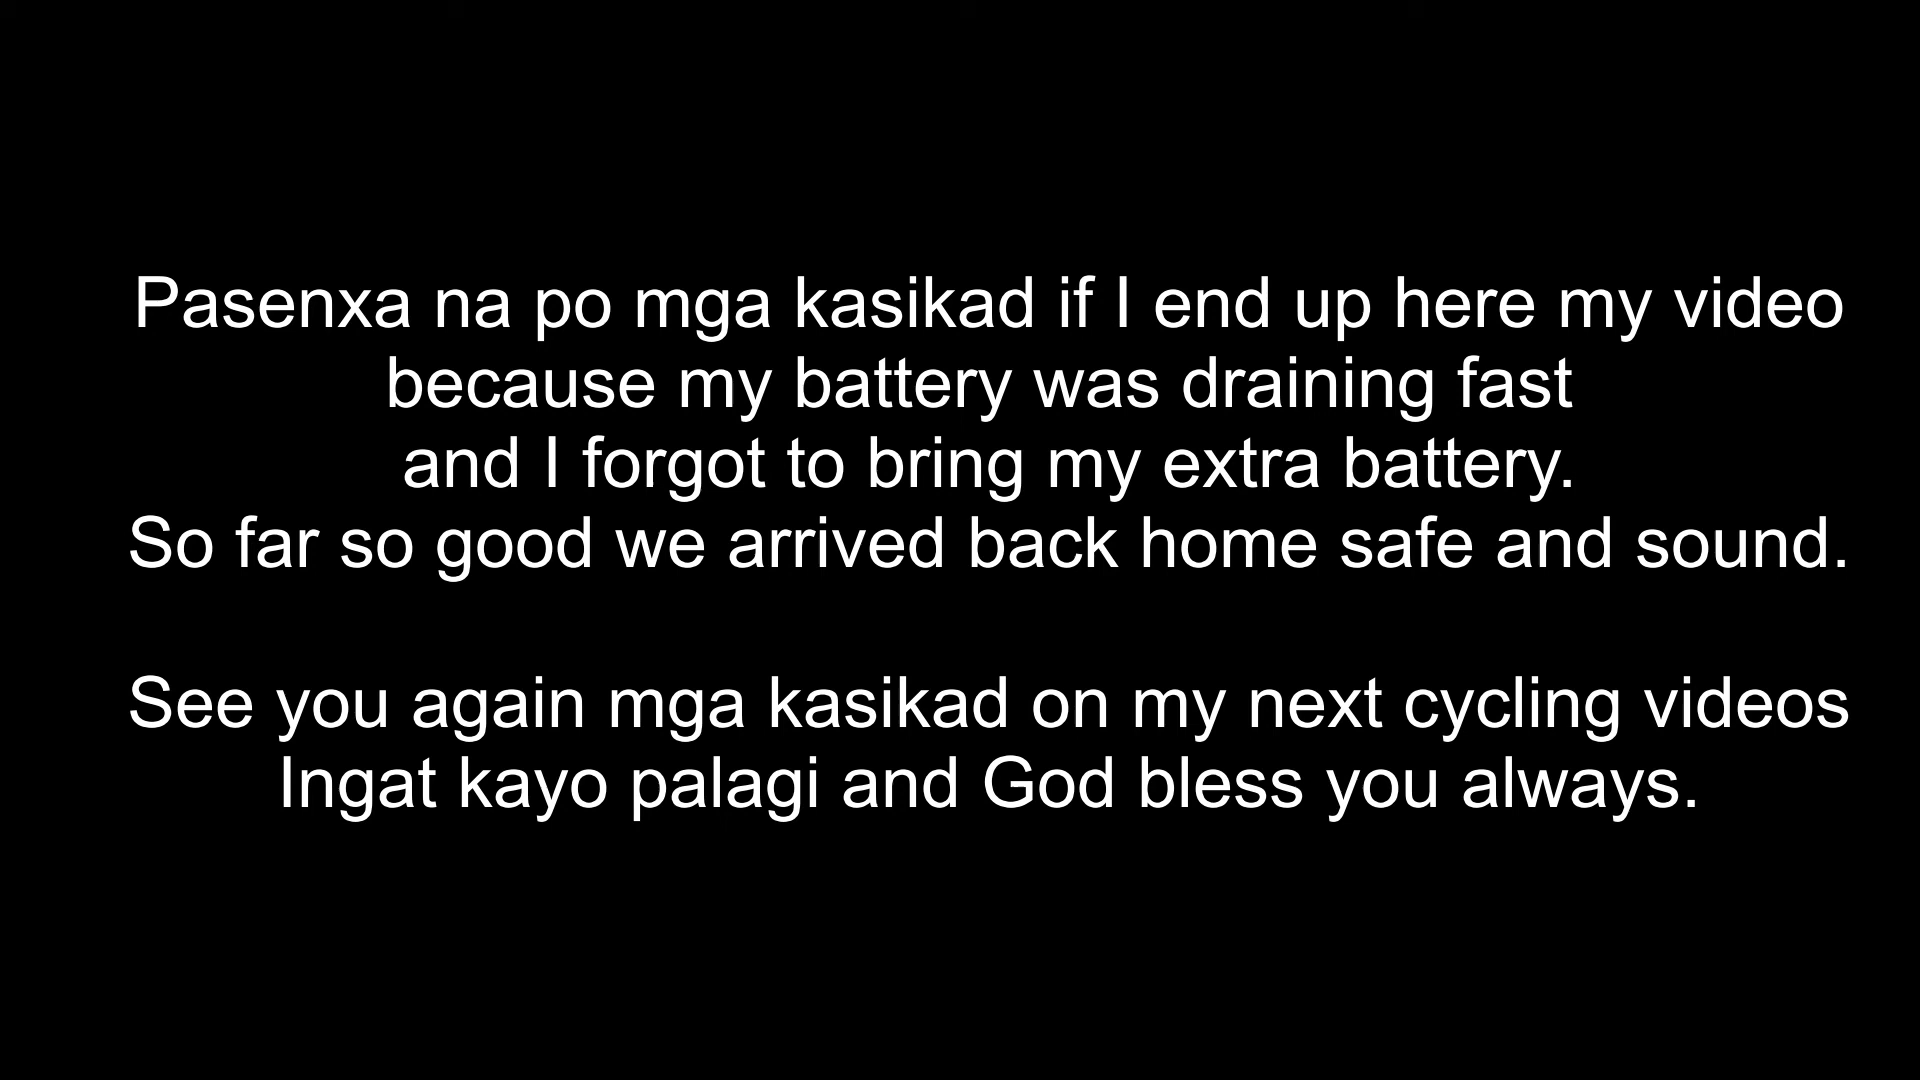 Pasenxa na po mga kasikad if I end up here my video
because my battery was draining fast
and I forgot to bring my extra battery.
So far so good we arrived back home safe and sound.
See you again mga kasikad on my next cycling videos
Ingat kayo palagi and God bless you always.